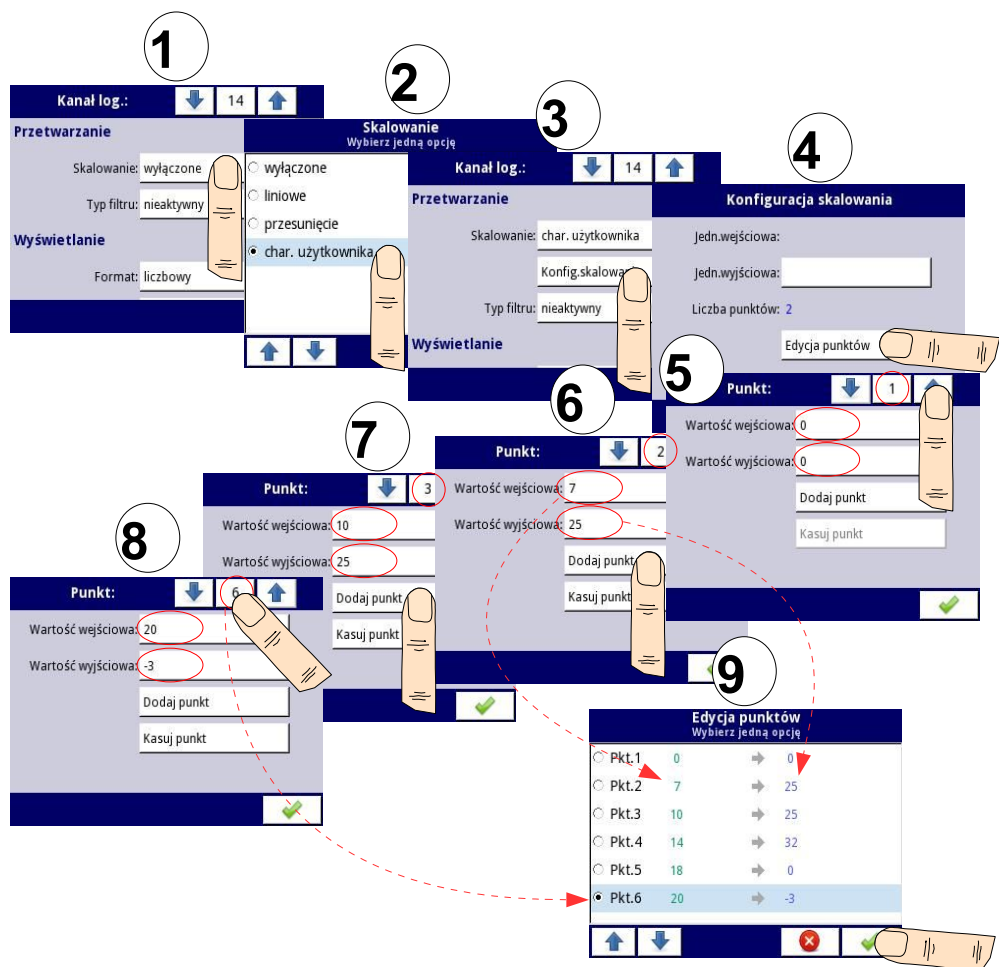 1
Kanał log.:
14
Przetwarzanie
Skalowanie:
wyłączone
Typ filtru:
nieaktywny
Wyświetlanie
Format:
liczbowy
2
Skalowanie
Wybierz jedną opcję
wyłączone
liniowe
przesunięcie
char. użytkownika
3
Kanał log.:
14
Przetwarzanie
Skalowanie:
char. użytkownika
Typ filtru:
nieaktywny
Wyświetlanie
4
Konfiguracja skalowania
Jedn.wejściowa:
Jedn.wyjściowa:
Liczba punktów:
2
Edycja punktów
5
Punkt:
1
Wartość wejściowa:
0
Wartość wyjściowa:
0
Dodaj punkt
Kasuj punkt
6
Punkt:
2
Wartość wejściowa:
7
Wartość wyjściowa:
25
Dodaj punkt
Kasuj punkt
7
Punkt:
3
Wartość wejściowa:
10
Wartość wyjściowa:
25
Dodaj punkt
Kasuj punkt
8
Punkt:
6
Wartość wejściowa:
20
Wartość wyjściowa:
-3
Dodaj punkt
Kasuj punkt
9
Edycja punktów
Wybierz jedną opcję
Pkt.1 0 0
Pkt.2 7 25
Pkt.3 10 25
Pkt.4 14 32
Pkt.5 18 0
Pkt.6 20 -3